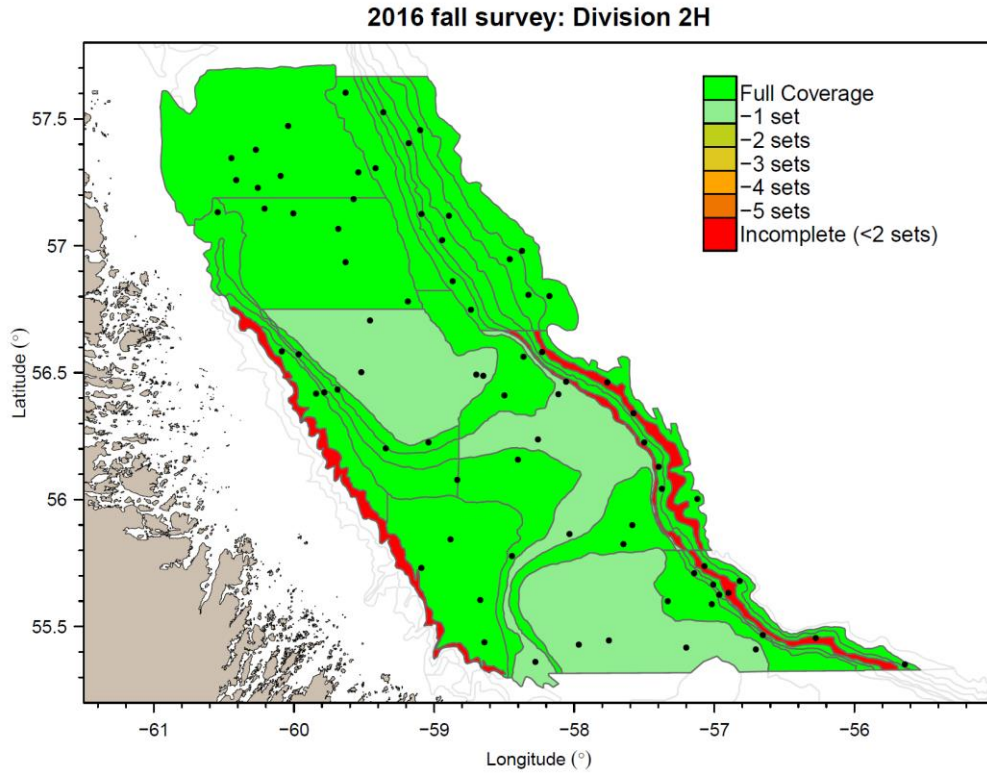 2016 fall survey: Division 2H
Full Coverage
−1 set
−2 sets
−3 sets
−4 sets
−5 sets
Incomplete (<2 sets)
57.5
57
56.5
56
55.5
Latitude (°)
−61
−60
−59
−58
−57
−56
Longitude (°)